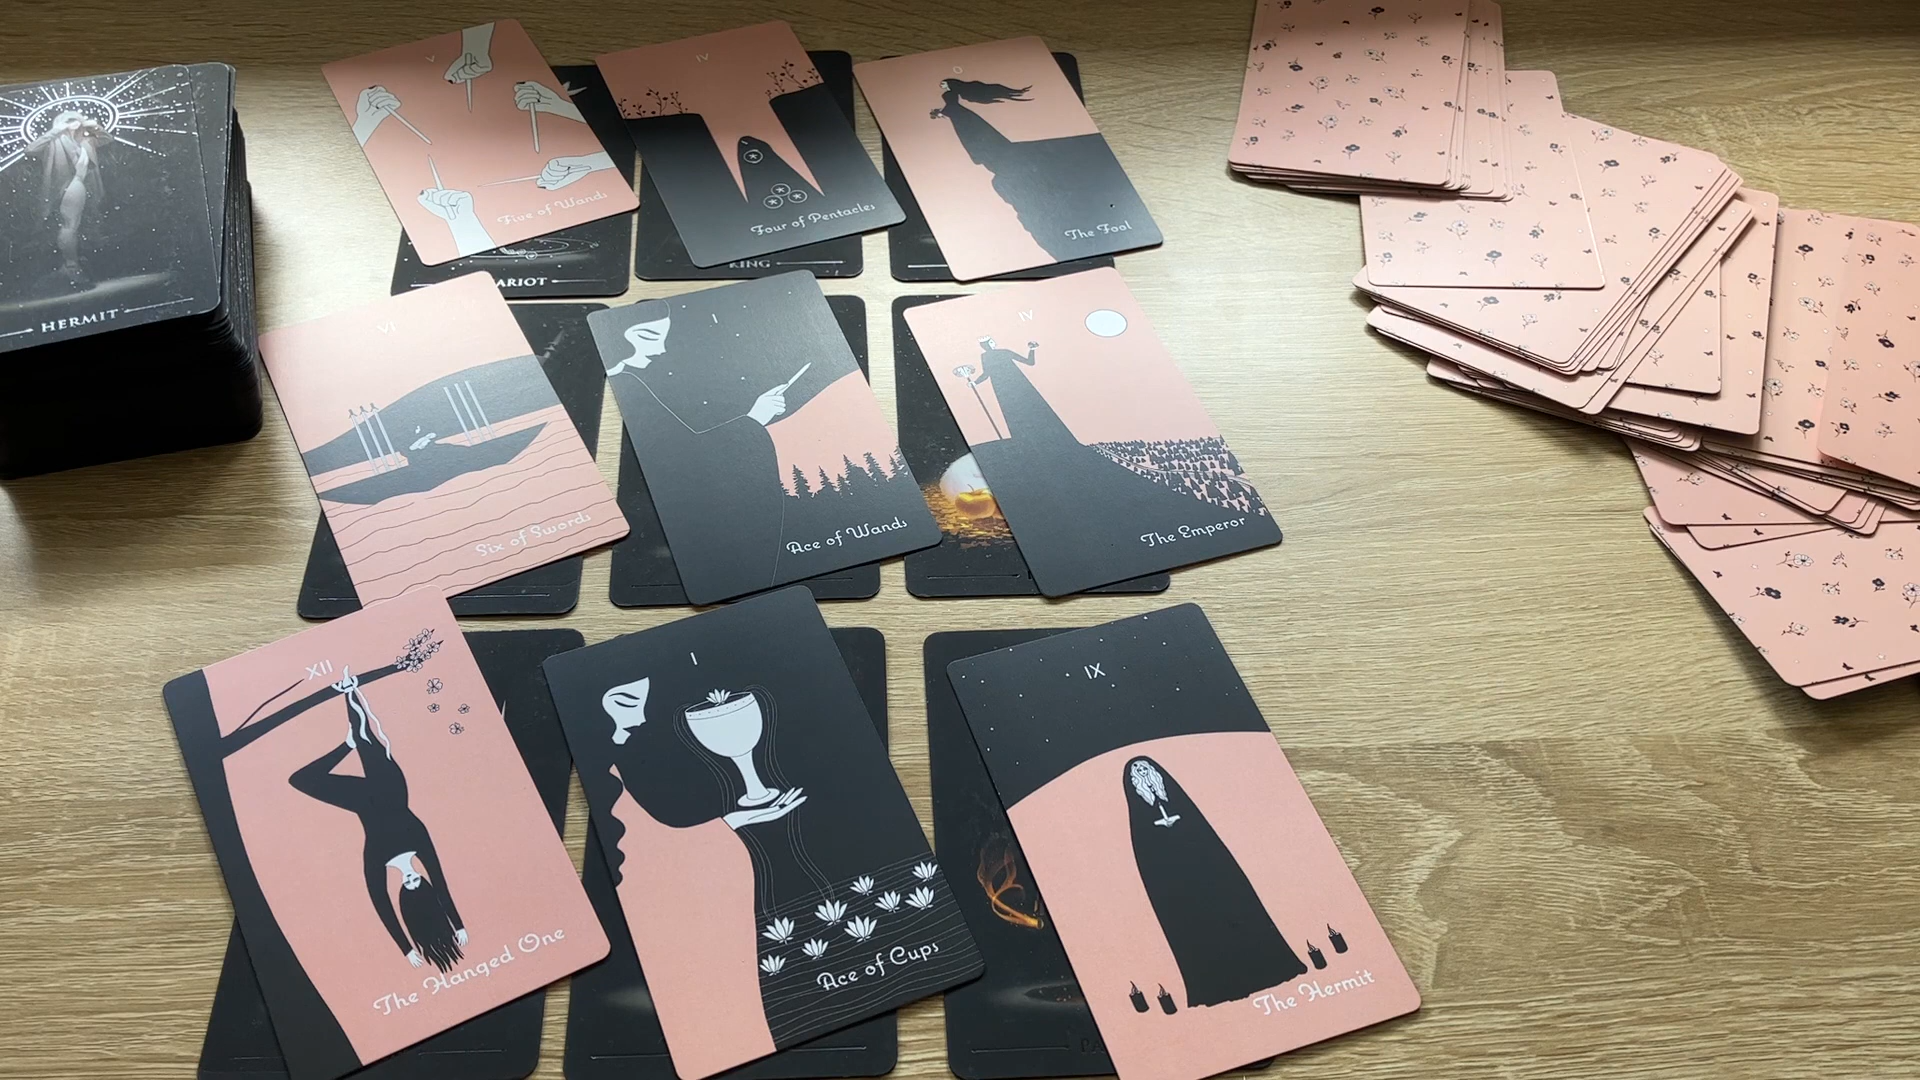 V
Five of Wands
ARIOT
IV
Four of Pentacles
KING
0
The Fool
HERMIT
VI
Six of Swords
I
Ace of Wands
IV
The Emperor
XII
The Hanged One
I
Ace of Cups
IX
The Hermit
PA